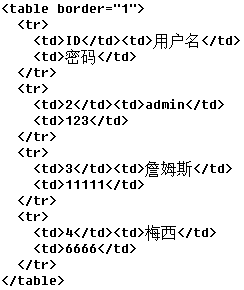 <table border="1">
  <tr>
    <td>ID</td><td>用户名</td>
    <td>密码</td>
  </tr>
  <tr>
    <td>2</td><td>admin</td>
    <td>123</td>
  </tr>
  <tr>
    <td>3</td><td>詹姆斯</td>
    <td>11111</td>
  </tr>
  <tr>
    <td>4</td><td>梅西</td>
    <td>6666</td>
  </tr>
</table>